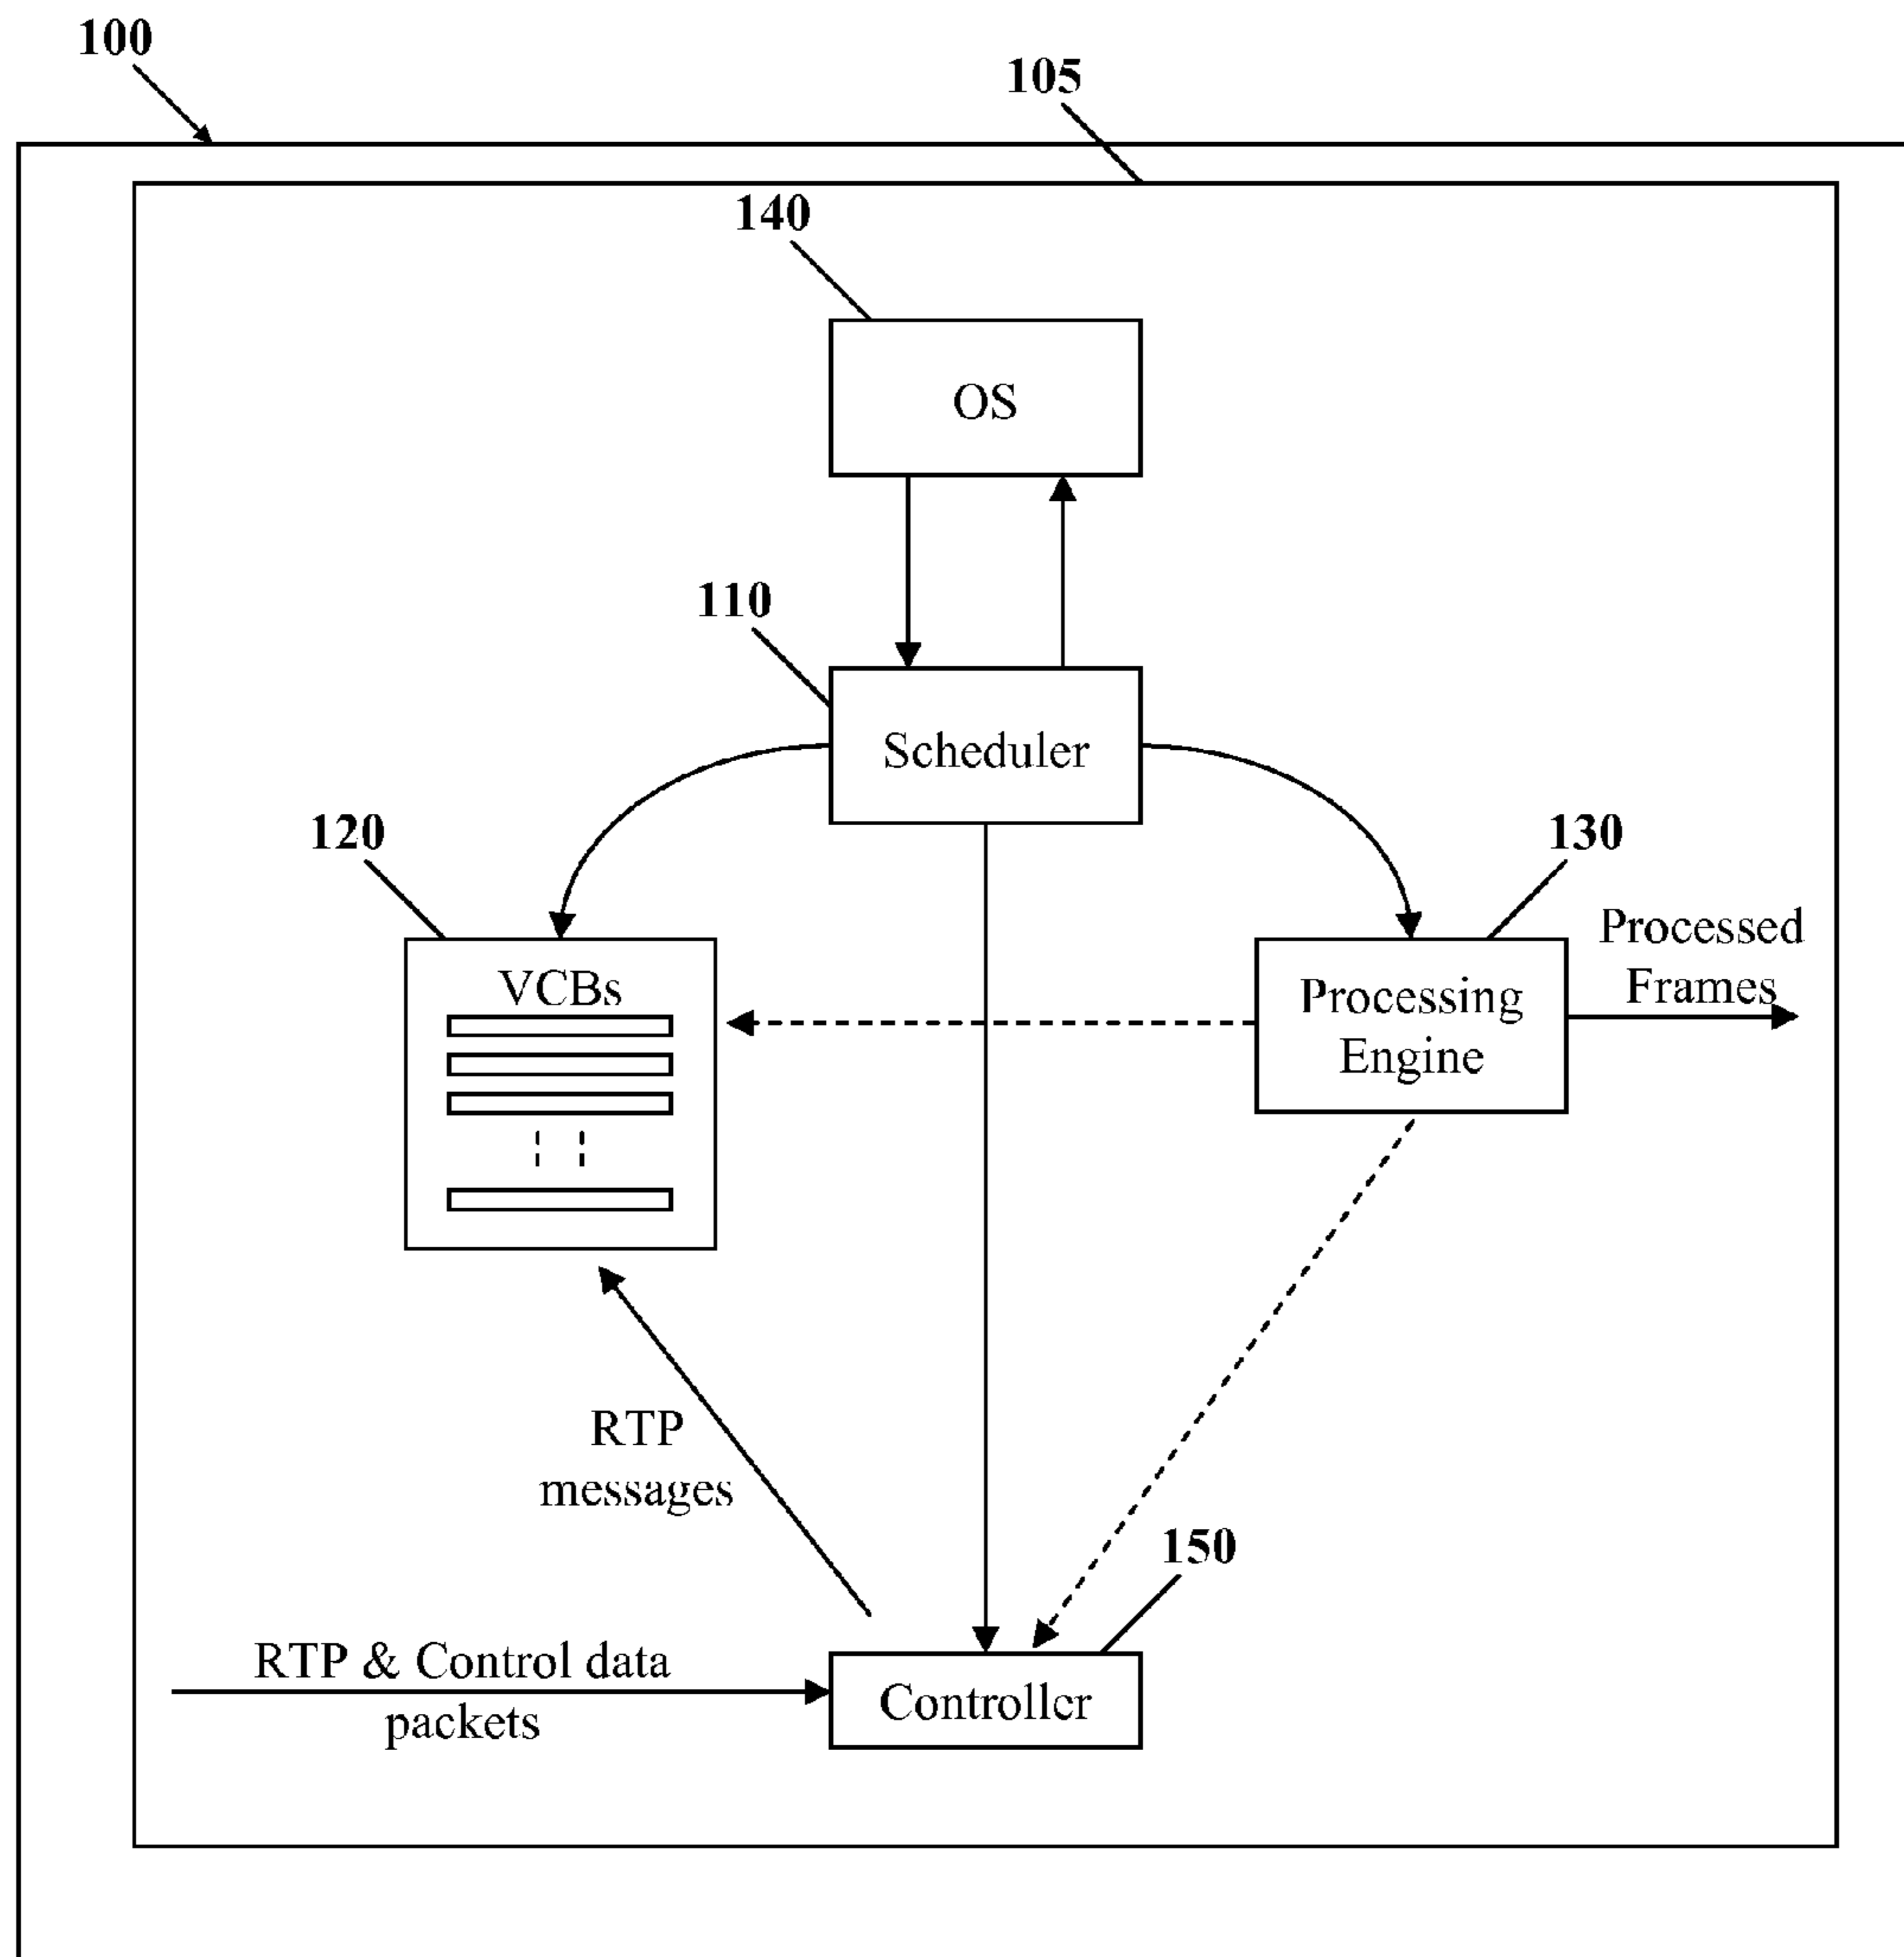 100
105
140
OS
110
Scheduler
120
130
VCBs
Processing
Engine
Processed
Frames
RTP
messages
150
RTP & Control data
packets
Controller